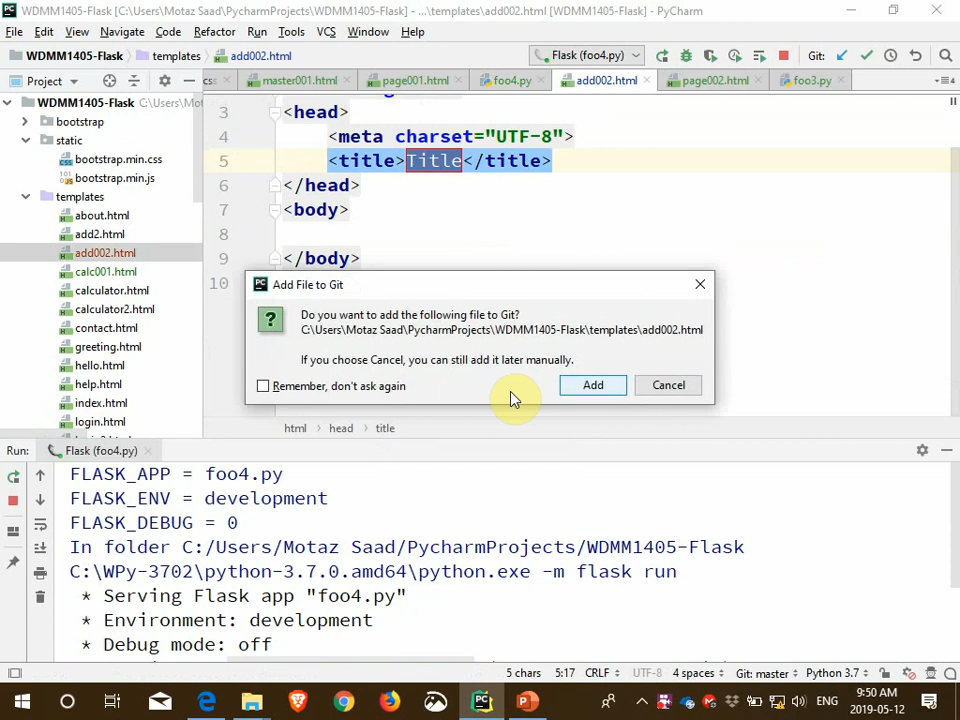 WDMM1405-Flask [C:\Users\Motaz Saad\PycharmProjects\WDMM1405-Flask] - ...\templates\add002.html [WDMM1405-Flask] - PyCharm
File Edit View Navigate Code Refactor Run Tools VCS Window Help
WDMM1405-Flask templates add002.html Flask (foo4.py) Git:
Project css master001.html page001.html foo4.py add002.html page002.html foo3.py
WDMM1405-Flask C:\Users\Mot
bootstrap
static
bootstrap.min.css
bootstrap.min.js
templates
about.html
add2.html
add002.html
calc001.html
calculator.html
calculator2.html
contact.html
greeting.html
hello.html
help.html
index.html
login.html
3 <head>
4 <meta charset="UTF-8">
5 <title>Title</title>
6 </head>
7 <body>
8
9 </body>
10
Add File to Git
Do you want to add the following file to Git?
C:\Users\Motaz Saad\PycharmProjects\WDMM1405-Flask\templates\add002.html
If you choose Cancel, you can still add it later manually.
Remember, don't ask again
Add Cancel
html head title
Run: Flask (foo4.py)
FLASK_APP = foo4.py
FLASK_ENV = development
FLASK_DEBUG = 0
In folder C:/Users/Motaz Saad/PycharmProjects/WDMM1405-Flask
C:\WPy-3702\python-3.7.0.amd64\python.exe -m flask run
* Serving Flask app "foo4.py"
* Environment: development
* Debug mode: off
5 chars 5:17 CRLF UTF-8 4 spaces Git: master Python 3.7
ENG 9:50 AM
2019-05-12